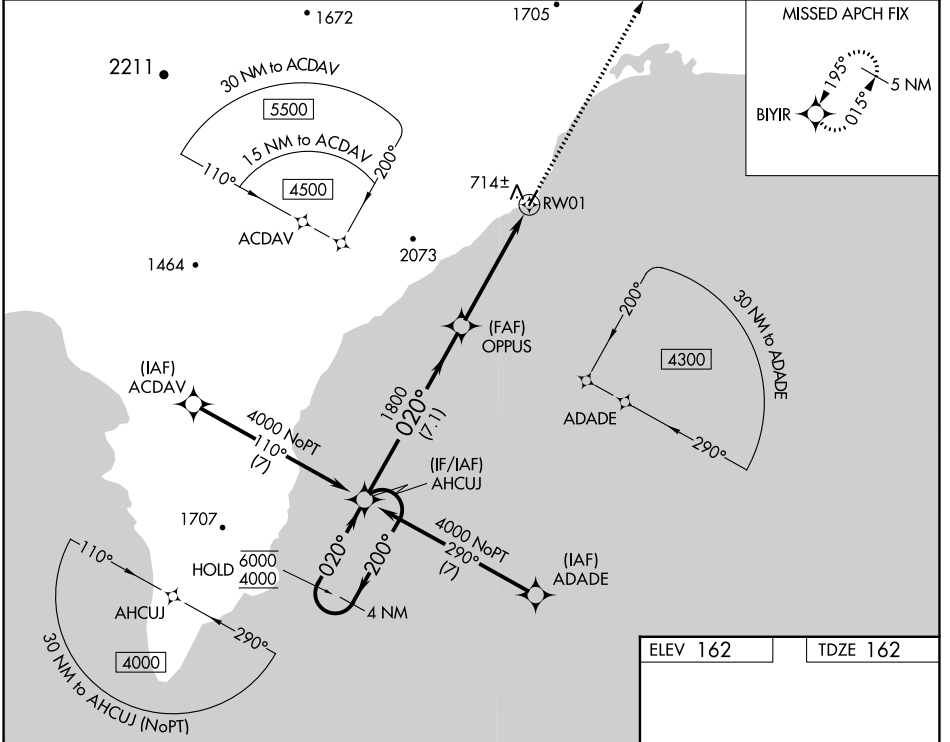 1672
1705
MISSED APCH FIX
2211
30 NM to ACDAV
5500
195°
015°
5 NM
BIYIR
15 NM to ACDAV
110°
200°
4500
714±
RW01
ACDAV
2073
1464
200°
30 NM to ADADE
(FAF)
OPPUS
4300
(IAF)
ACDAV
ADADE
1800
020°
(7.1)
4000 NoPT
110°
(7)
290°
(IF/IAF)
AHCUJ
1707
4000 NoPT
290°
(7)
110°
HOLD
6000
4000
020°
200°
(IAF)
ADADE
4 NM
AHCUJ
290°
4000
30 NM to AHCUJ (NoPT)
ELEV 162
TDZE 162